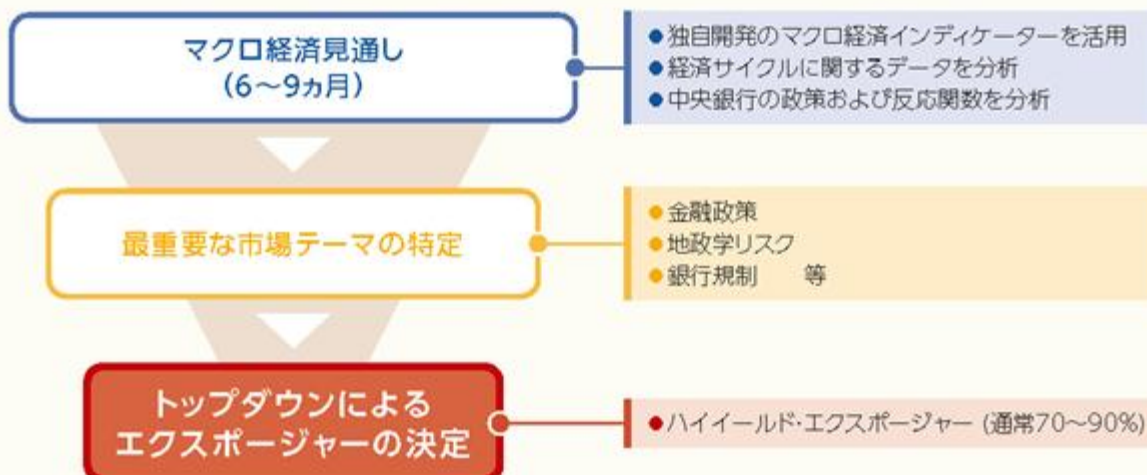 マクロ経済見通し
(6〜9ヵ月)
●独自開発のマクロ経済インディケーターを活用
●経済サイクルに関するデータを分析
●中央銀行の政策および反応関数を分析
最重要な市場テーマの特定
●金融政策
●地政学リスク
●銀行規制　　等
トップダウンによる
エクスポージャーの決定
●ハイイールド・エクスポージャー (通常70〜90%)